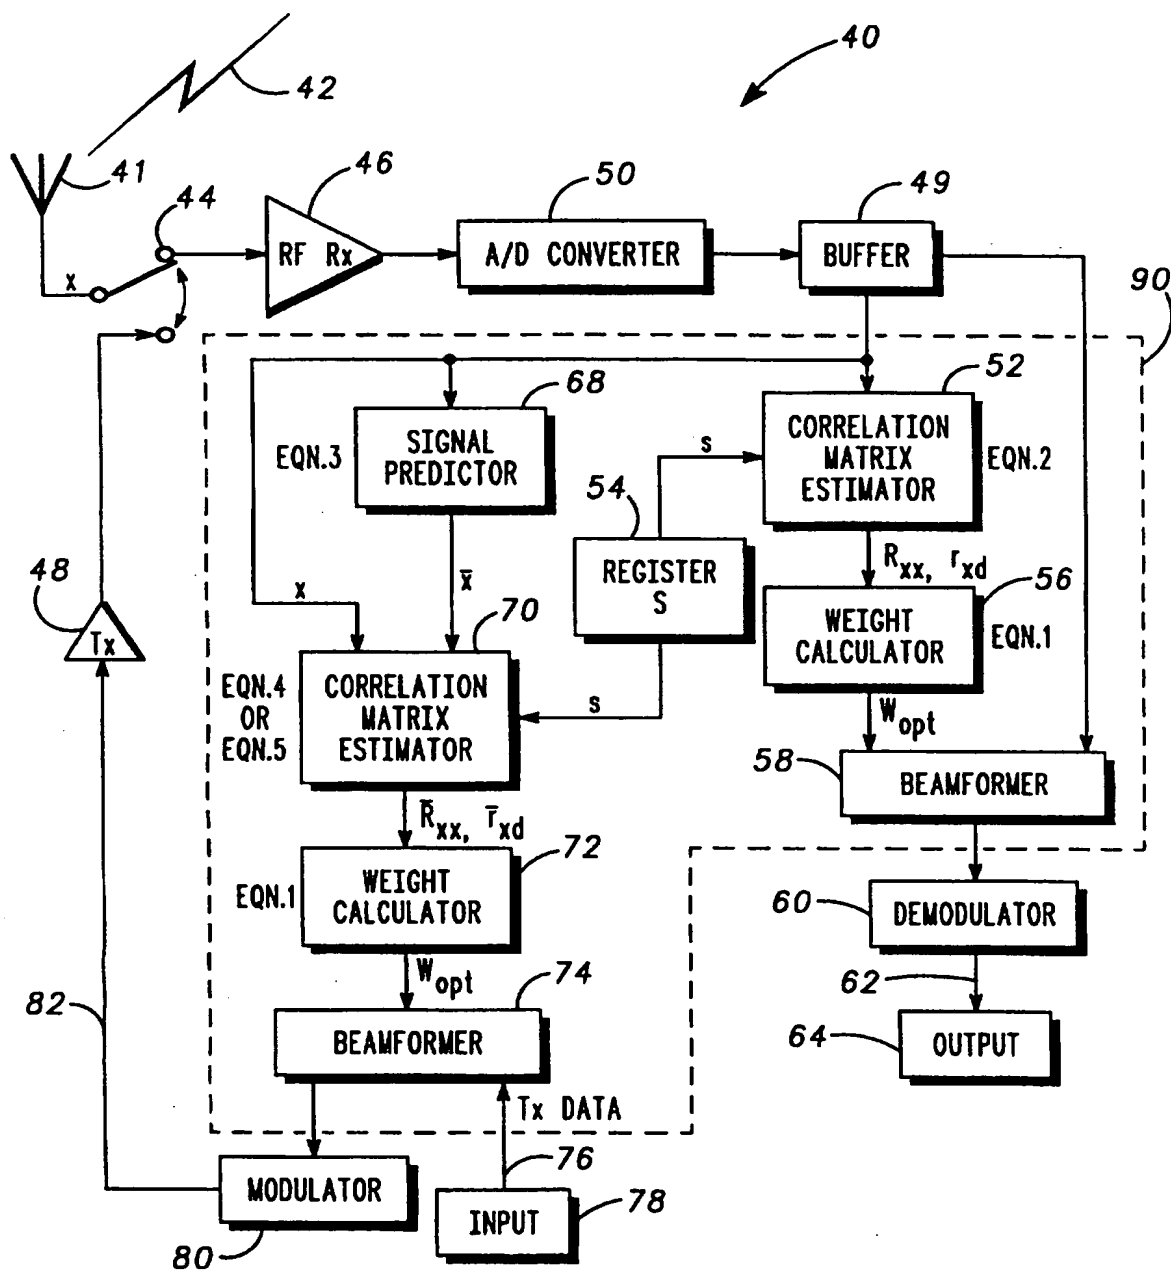 40
42
41
44
46
50
49
RF Rx
A/D CONVERTER
BUFFER
x
90
52
68
SIGNAL
PREDICTOR
EQN.3
CORRELATION
MATRIX
ESTIMATOR
EQN.2
s
54
REGISTER
S
R̅xx, r̅xd
Rxx, rxd
x
x̅
48
Tx
70
56
WEIGHT
CALCULATOR
EQN.1
EQN.4
OR
EQN.5
CORRELATION
MATRIX
ESTIMATOR
s
Wopt
58
BEAMFORMER
72
EQN.1
WEIGHT
CALCULATOR
60
DEMODULATOR
Wopt
74
62
82
BEAMFORMER
64
OUTPUT
Tx DATA
76
MODULATOR
INPUT
78
80